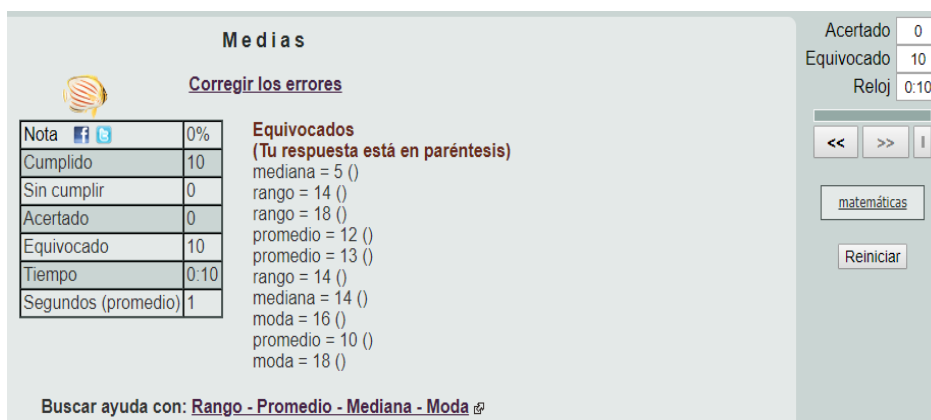 Medias
Corregir los errores
Nota 0%
Cumplido 10
Sin cumplir 0
Acertado 0
Equivocado 10
Tiempo 0:10
Segundos (promedio) 1
Equivocados
(Tu respuesta está en paréntesis)
mediana = 5 ()
rango = 14 ()
rango = 18 ()
promedio = 12 ()
promedio = 13 ()
rango = 14 ()
mediana = 14 ()
moda = 16 ()
promedio = 10 ()
moda = 18 ()
Buscar ayuda con: Rango - Promedio - Mediana - Moda
Acertado 0
Equivocado 10
Reloj 0:10
<< >> I
matemáticas
Reiniciar